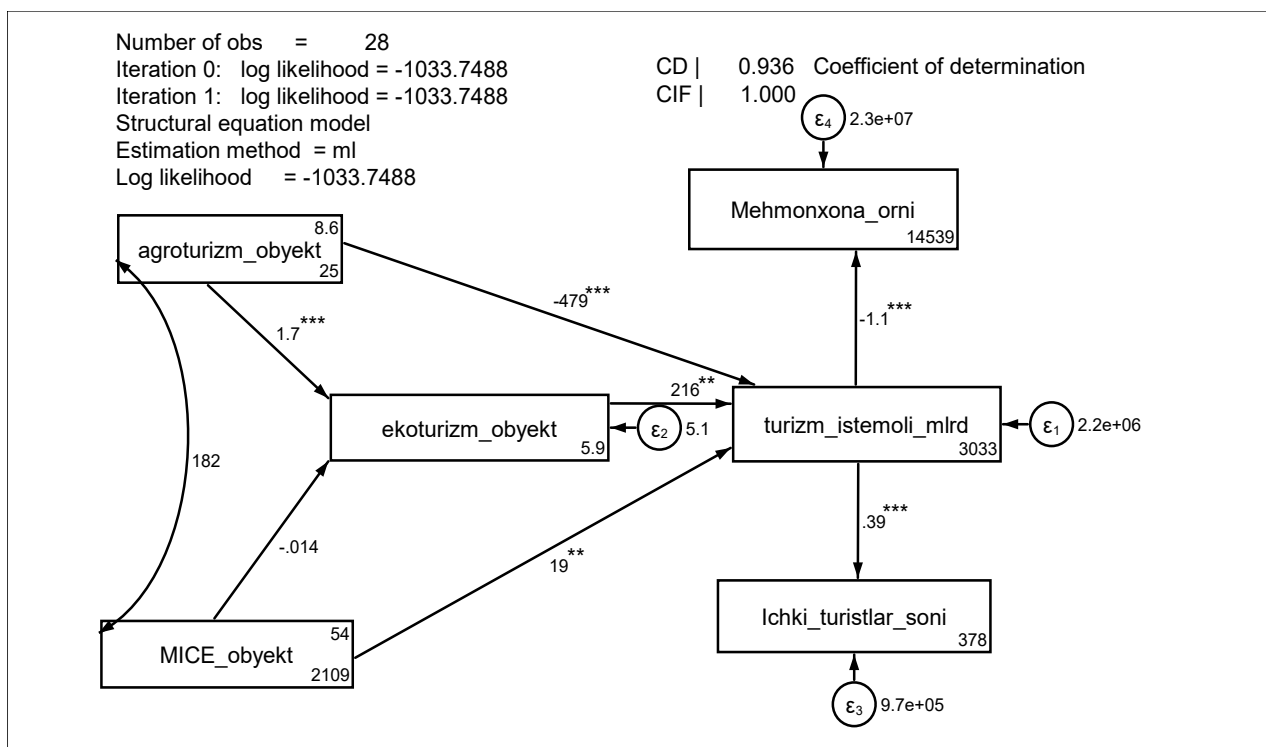 Number of obs = 28
Iteration 0: log likelihood = -1033.7488
Iteration 1: log likelihood = -1033.7488
Structural equation model
Estimation method = ml
Log likelihood = -1033.7488
CD | 0.936 Coefficient of determination
CIF | 1.000
ε₄ 2.3e+07
Mehmonxona_orni
14539
8.6
agroturizm_obyekt
25
-479***
1.7***
-1.1***
216**
ekoturizm_obyekt
5.9
ε₂ 5.1
turizm_istemoli_mlrd
3033
ε₁ 2.2e+06
182
-.014
19**
.39***
Ichki_turistlar_soni
378
54
MICE_obyekt
2109
ε₃ 9.7e+05